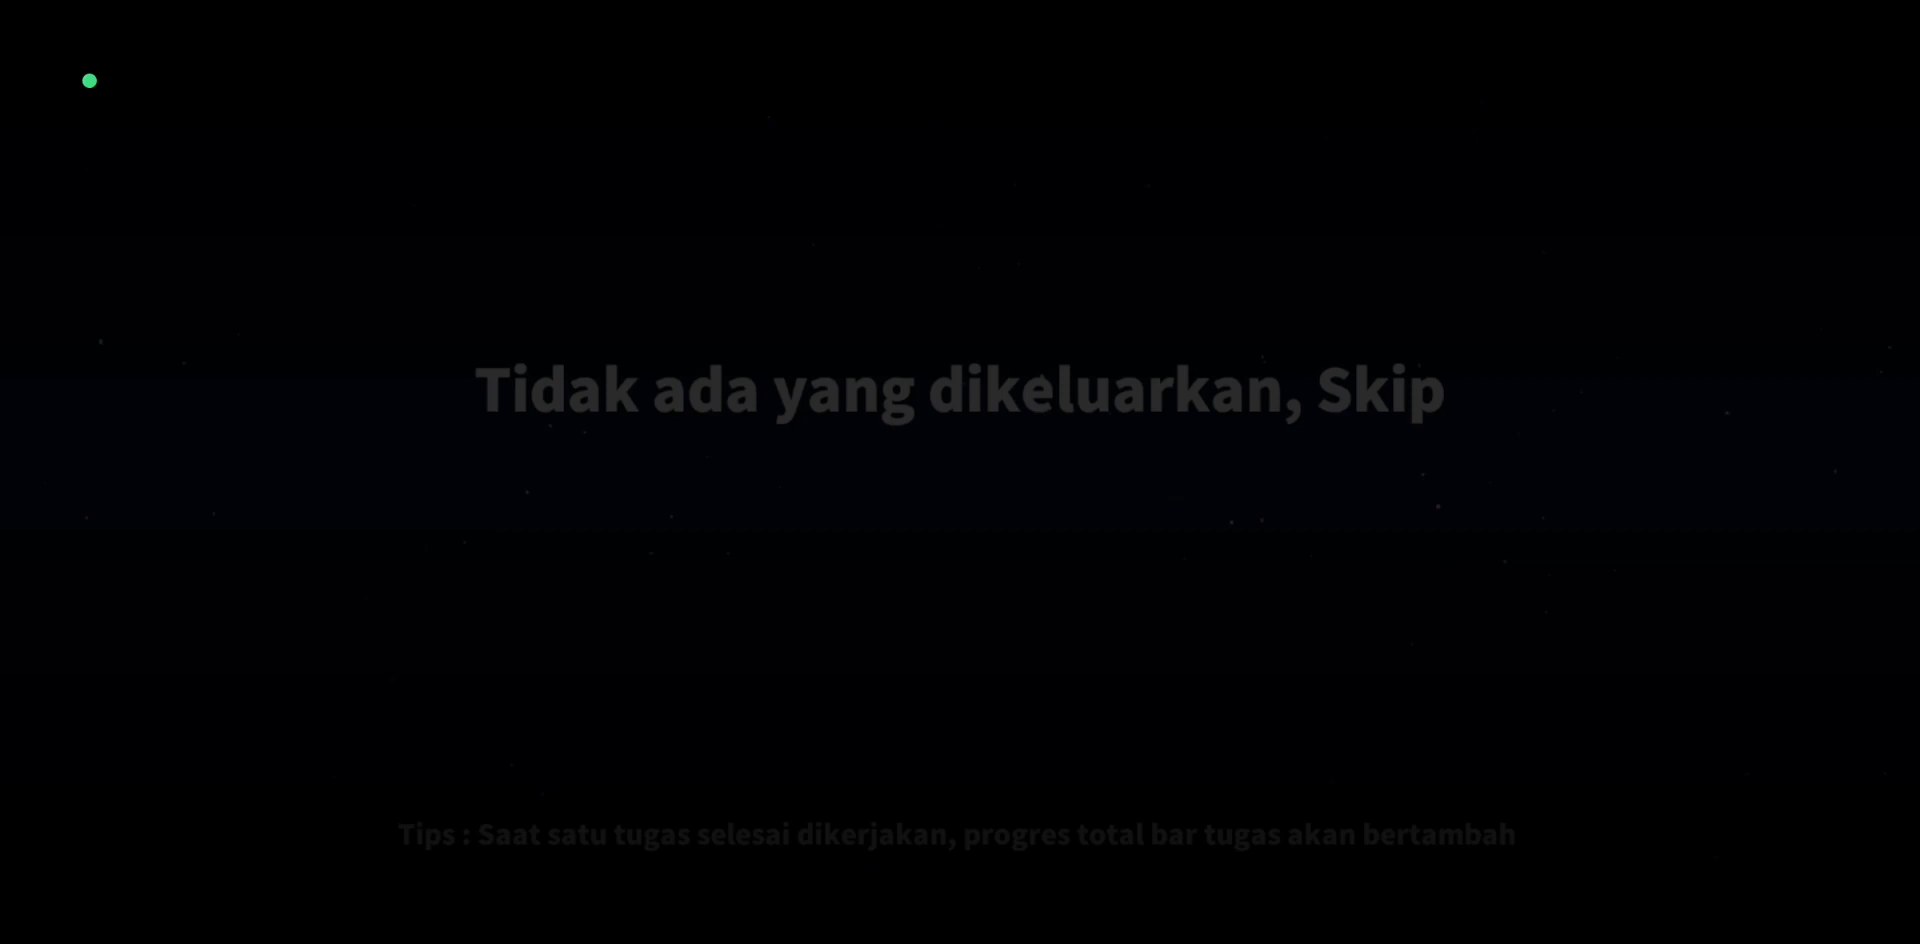 Tidak ada yang dikeluarkan, Skip
Tips : Saat satu tugas selesai dikerjakan, progres total bar tugas akan bertambah